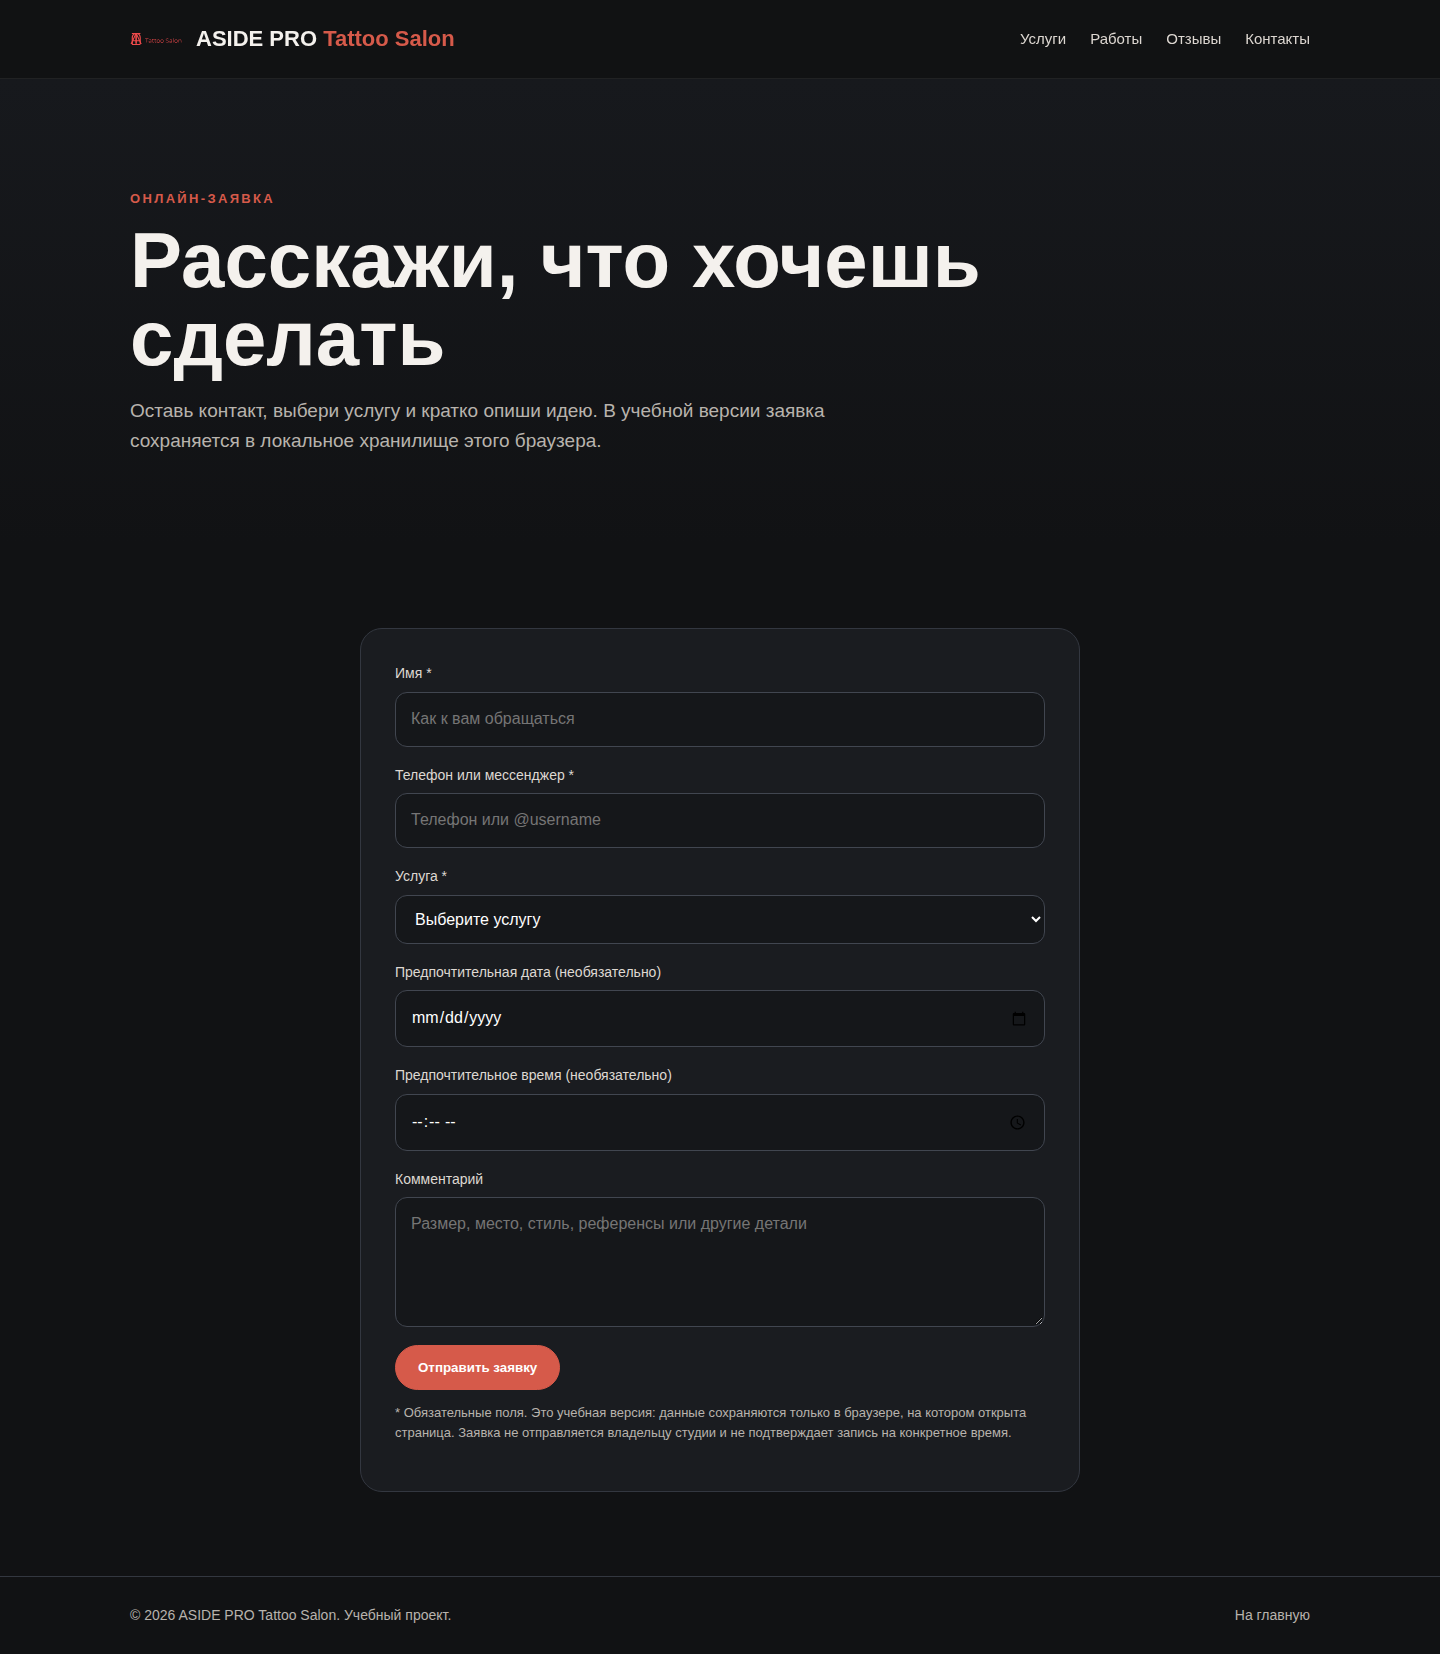 Tattoo Salon
ASIDE PRO Tattoo Salon
Услуги
Работы
Отзывы
Контакты
ОНЛАЙН-ЗАЯВКА
Расскажи, что хочешь
сделать
Оставь контакт, выбери услугу и кратко опиши идею. В учебной версии заявка
сохраняется в локальное хранилище этого браузера.
Имя *
Как к вам обращаться
Телефон или мессенджер *
Телефон или @username
Услуга *
Выберите услугу
Предпочтительная дата (необязательно)
mm/dd/yyyy
Предпочтительное время (необязательно)
--:-- --
Комментарий
Размер, место, стиль, референсы или другие детали
Отправить заявку
* Обязательные поля. Это учебная версия: данные сохраняются только в браузере, на котором открыта
страница. Заявка не отправляется владельцу студии и не подтверждает запись на конкретное время.
© 2026 ASIDE PRO Tattoo Salon. Учебный проект.
На главную